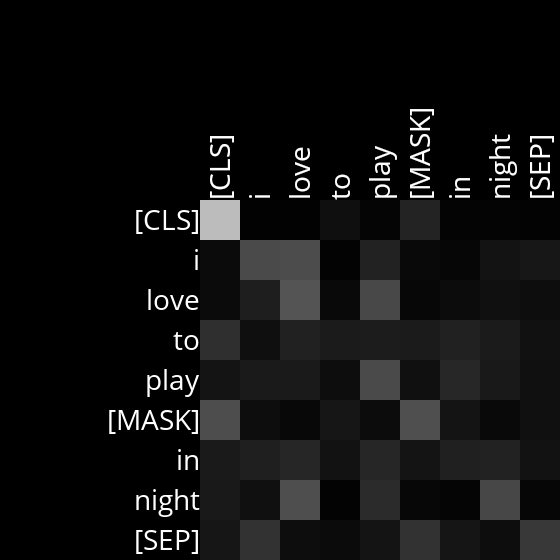 [CLS] i love to play [MASK] in night [SEP]
[CLS]
i
love
to
play
[MASK]
in
night
[SEP]